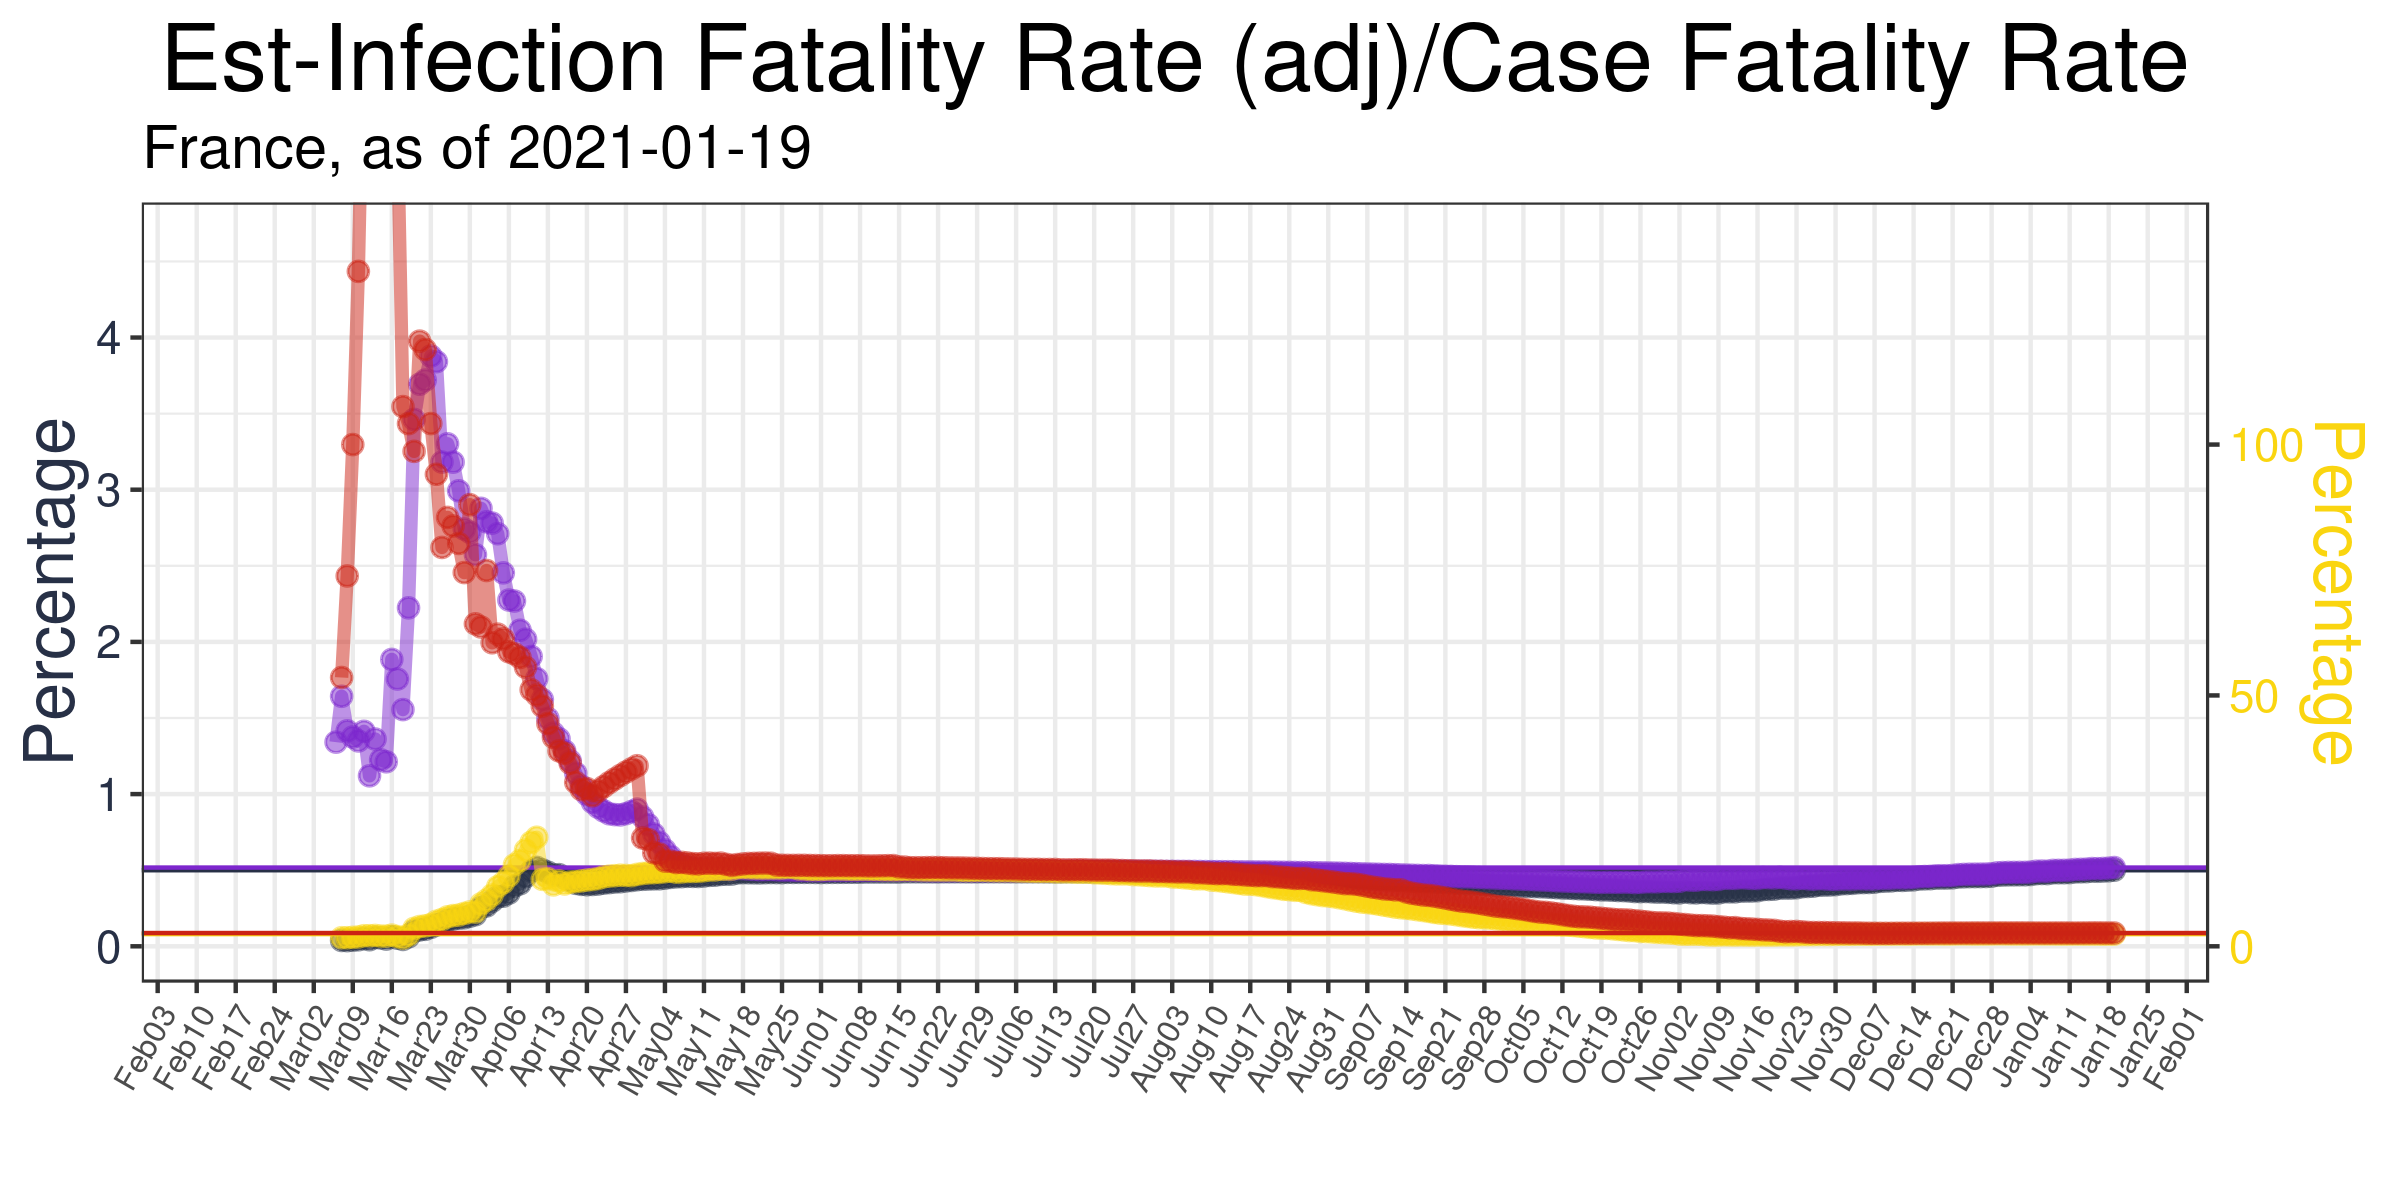 Est-Infection Fatality Rate (adj)/Case Fatality Rate
France, as of 2021-01-19
Percentage
4
3
2
1
0
100
50
0
Percentage
Feb03
Feb10
Feb17
Feb24
Mar02
Mar09
Mar16
Mar23
Mar30
Apr06
Apr13
Apr20
Apr27
May04
May11
May18
May25
Jun01
Jun08
Jun15
Jun22
Jun29
Jul06
Jul13
Jul20
Jul27
Aug03
Aug10
Aug17
Aug24
Aug31
Sep07
Sep14
Sep21
Sep28
Oct05
Oct12
Oct19
Oct26
Nov02
Nov09
Nov16
Nov23
Nov30
Dec07
Dec14
Dec21
Dec28
Jan04
Jan11
Jan18
Jan25
Feb01